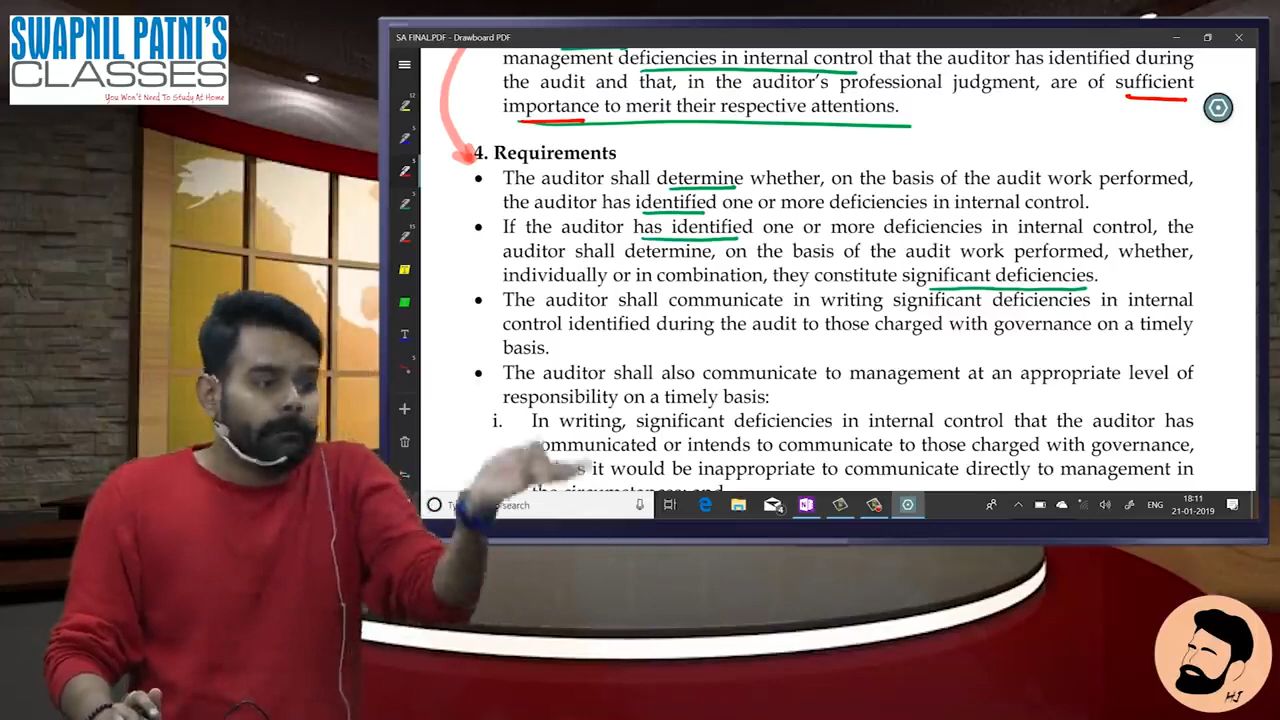 SWAPNIL PATNI'S
CLASSES
You Won't Need To Study At Home
SA FINAL.PDF - Drawboard PDF
management deficiencies in internal control that the auditor has identified during
the audit and that, in the auditor's professional judgment, are of sufficient
importance to merit their respective attentions.
4. Requirements
• The auditor shall determine whether, on the basis of the audit work performed,
the auditor has identified one or more deficiencies in internal control.
• If the auditor has identified one or more deficiencies in internal control, the
auditor shall determine, on the basis of the audit work performed, whether,
individually or in combination, they constitute significant deficiencies.
• The auditor shall communicate in writing significant deficiencies in internal
control identified during the audit to those charged with governance on a timely
basis.
• The auditor shall also communicate to management at an appropriate level of
responsibility on a timely basis:
i. In writing, significant deficiencies in internal control that the auditor has
communicated or intends to communicate to those charged with governance,
it would be inappropriate to communicate directly to management in
the circumstances; and
search
ENG
18:11
21-01-2019
HJ